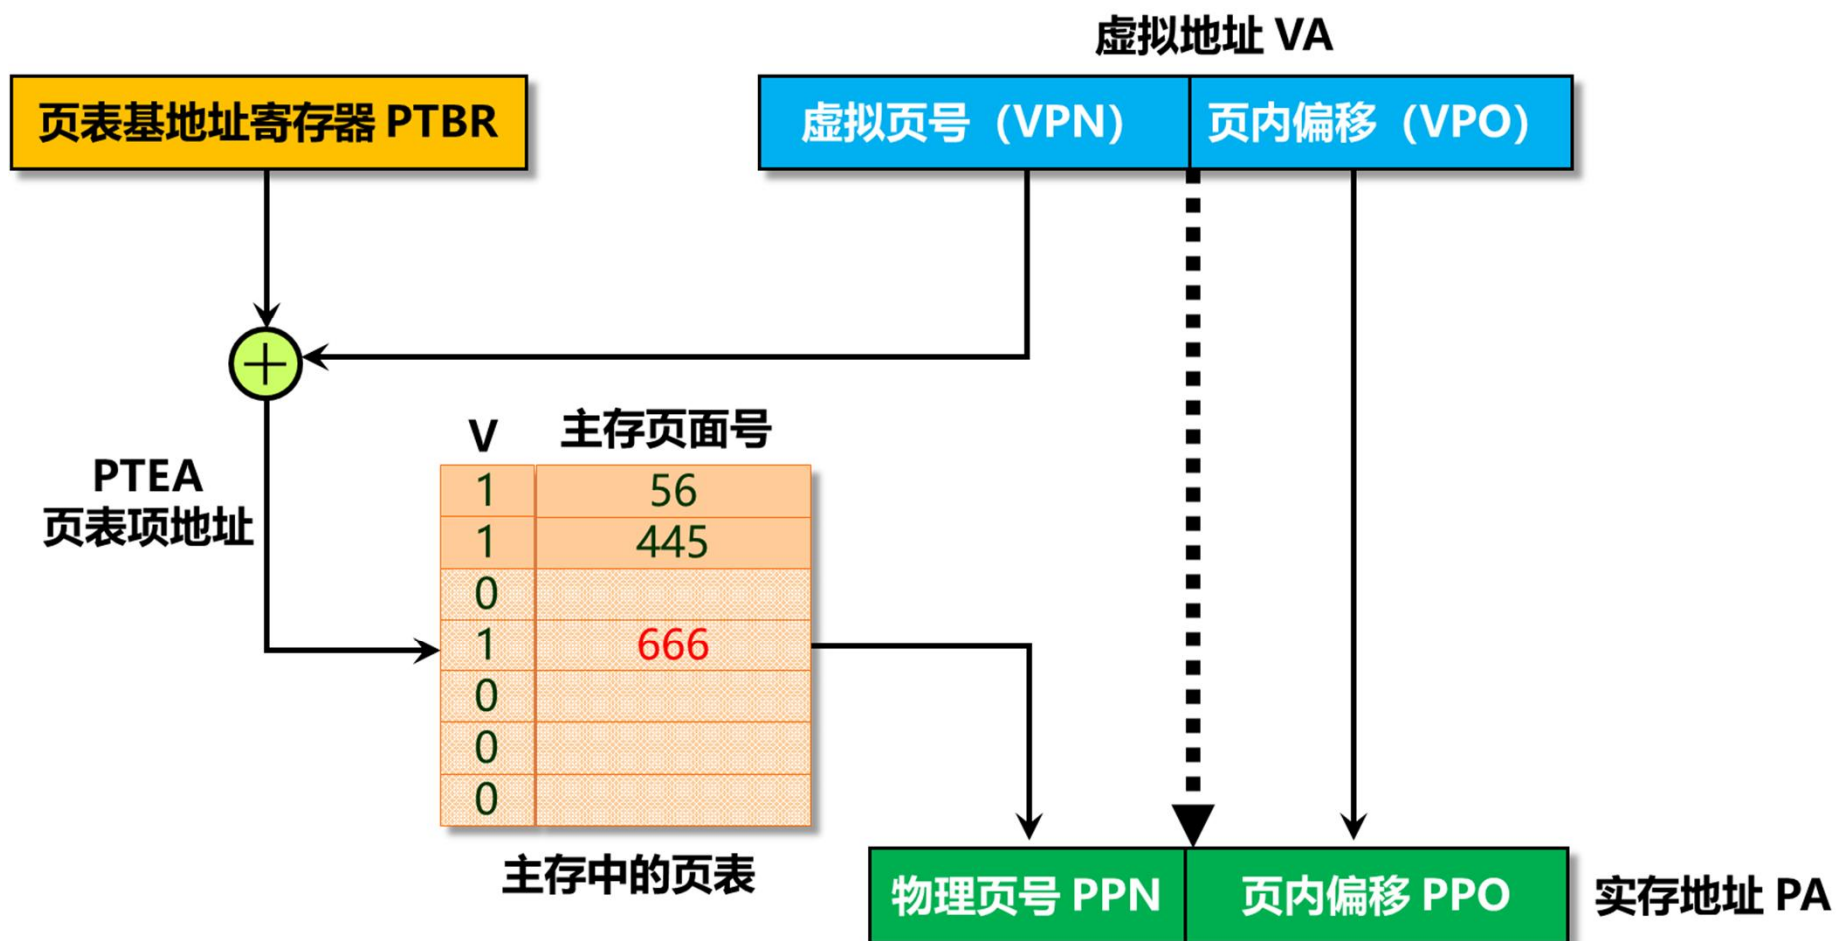 虚拟地址 VA
页表基地址寄存器 PTBR
虚拟页号（VPN） 页内偏移（VPO）
V 主存页面号
PTEA
页表项地址
1 56
1 445
0
1 666
0
0
0
主存中的页表
物理页号 PPN 页内偏移 PPO
实存地址 PA